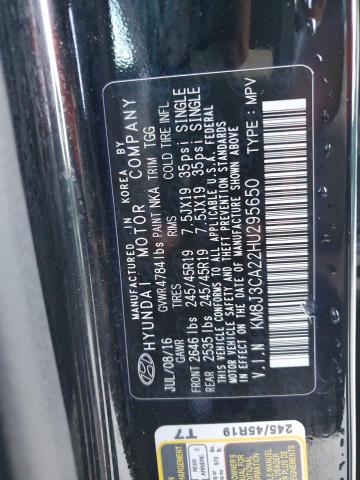 MANUFACTURED IN KOREA BY
HYUNDAI MOTOR COMPANY
JUL/08/16 GVWR 4784 lbs PAINT NKA TRIM TGG
GAWR TIRES RIMS COLD TIRE INFL.
FRONT 2646 lbs 245/45R19 7.5JX19 35psi SINGLE
REAR 2535 lbs 245/45R19 7.5JX19 35psi SINGLE
THIS VEHICLE CONFORMS TO ALL APPLICABLE U.S.A. FEDERAL
MOTOR VEHICLE SAFETY, BUMPER, AND THEFT PREVENTION STANDARDS
IN EFFECT ON THE DATE OF MANUFACTURE SHOWN ABOVE.
V.I.N : KM8J3CA22HU295650 TYPE : MPV
T7 245/45R19